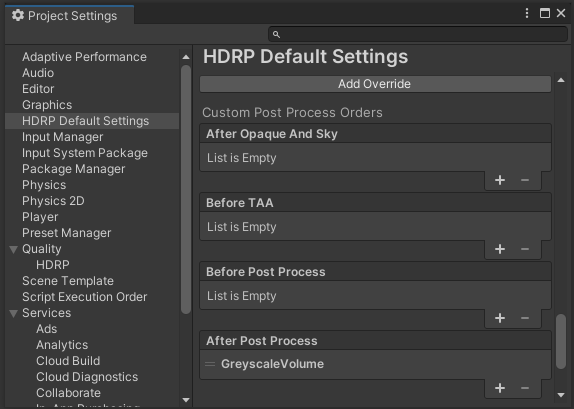 Project Settings
HDRP Default Settings
Adaptive Performance
Audio
Editor
Graphics
HDRP Default Settings
Input Manager
Input System Package
Package Manager
Physics
Physics 2D
Player
Preset Manager
Quality
HDRP
Scene Template
Script Execution Order
Services
Ads
Analytics
Cloud Build
Cloud Diagnostics
Collaborate
In-App Purchasing
Add Override
Custom Post Process Orders
After Opaque And Sky
List is Empty
Before TAA
List is Empty
Before Post Process
List is Empty
After Post Process
GreyscaleVolume